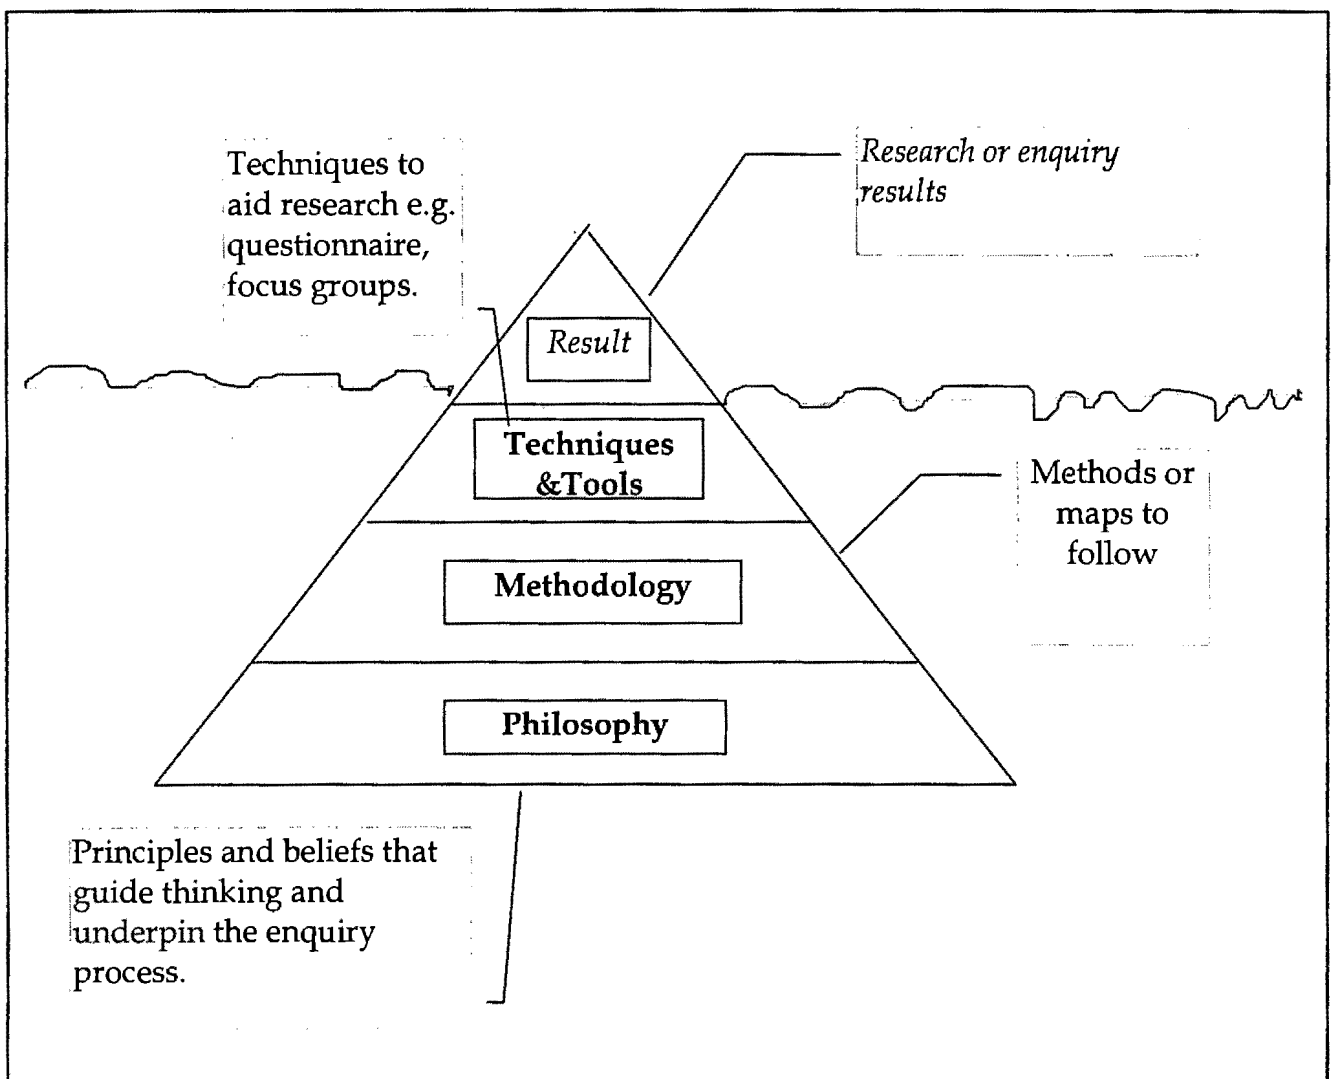 Techniques to
aid research e.g.
questionnaire,
focus groups.
Research or enquiry
results
Result
Techniques
&Tools
Methods or
maps to
follow
Methodology
Philosophy
Principles and beliefs that
guide thinking and
underpin the enquiry
process.